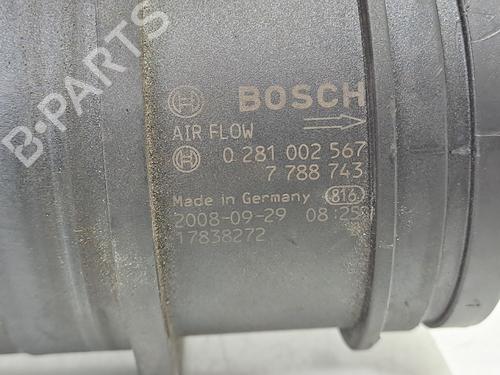 B-PARTS
BOSCH
AIR FLOW
0 281 002 567
7 788 743
Made in Germany 816
2008-09-29 08:25
17838272